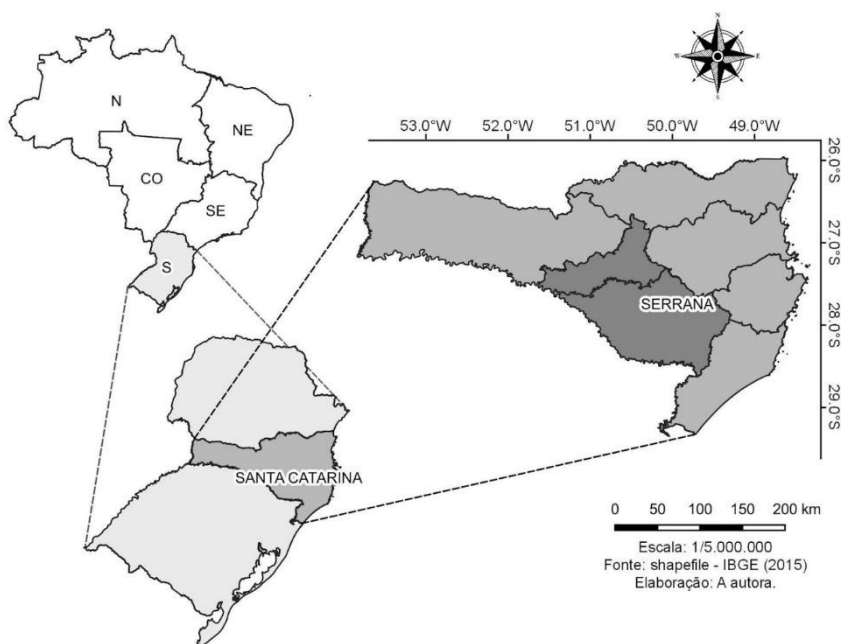 N
W
E
S
53.0°W 52.0°W 51.0°W 50.0°W 49.0°W
26.0°S
27.0°S
28.0°S
29.0°S
N
NE
CO
SE
S
SERRANA
SANTA CATARINA
0 50 100 150 200 km
Escala: 1/5.000.000
Fonte: shapefile - IBGE (2015)
Elaboração: A autora.